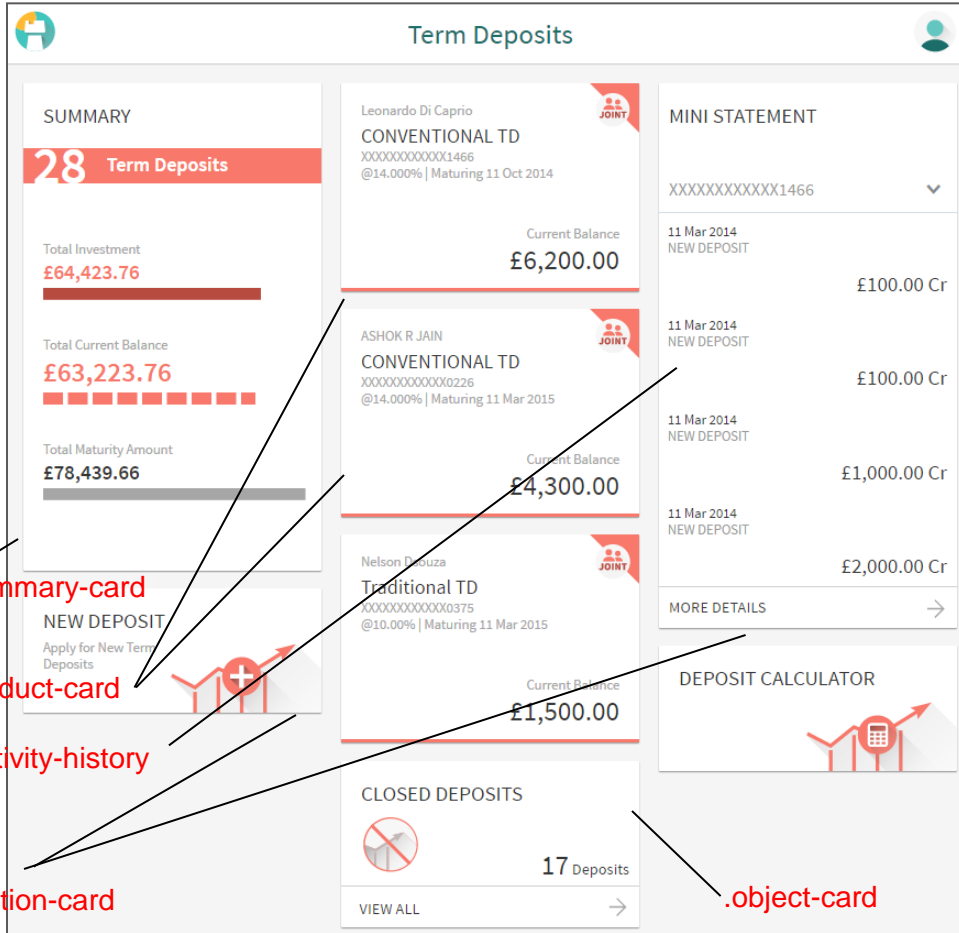 Term Deposits
SUMMARY
28 Term Deposits
Total Investment
£64,423.76
Total Current Balance
£63,223.76
Total Maturity Amount
£78,439.66
mmary-card
NEW DEPOSIT
Apply for New Term
Deposits
duct-card
tivity-history
tion-card
Leonardo Di Caprio
JOINT
CONVENTIONAL TD
XXXXXXXXXXXX1466
@14.000% | Maturing 11 Oct 2014
Current Balance
£6,200.00
ASHOK R JAIN
JOINT
CONVENTIONAL TD
XXXXXXXXXXXX0226
@14.000% | Maturing 11 Mar 2015
Current Balance
£4,300.00
Nelson Dsouza
JOINT
Traditional TD
XXXXXXXXXXXX0375
@10.00% | Maturing 11 Mar 2015
Current Balance
£1,500.00
CLOSED DEPOSITS
17 Deposits
VIEW ALL
MINI STATEMENT
XXXXXXXXXXXX1466
11 Mar 2014
NEW DEPOSIT
£100.00 Cr
11 Mar 2014
NEW DEPOSIT
£100.00 Cr
11 Mar 2014
NEW DEPOSIT
£1,000.00 Cr
11 Mar 2014
NEW DEPOSIT
£2,000.00 Cr
MORE DETAILS
DEPOSIT CALCULATOR
.object-card